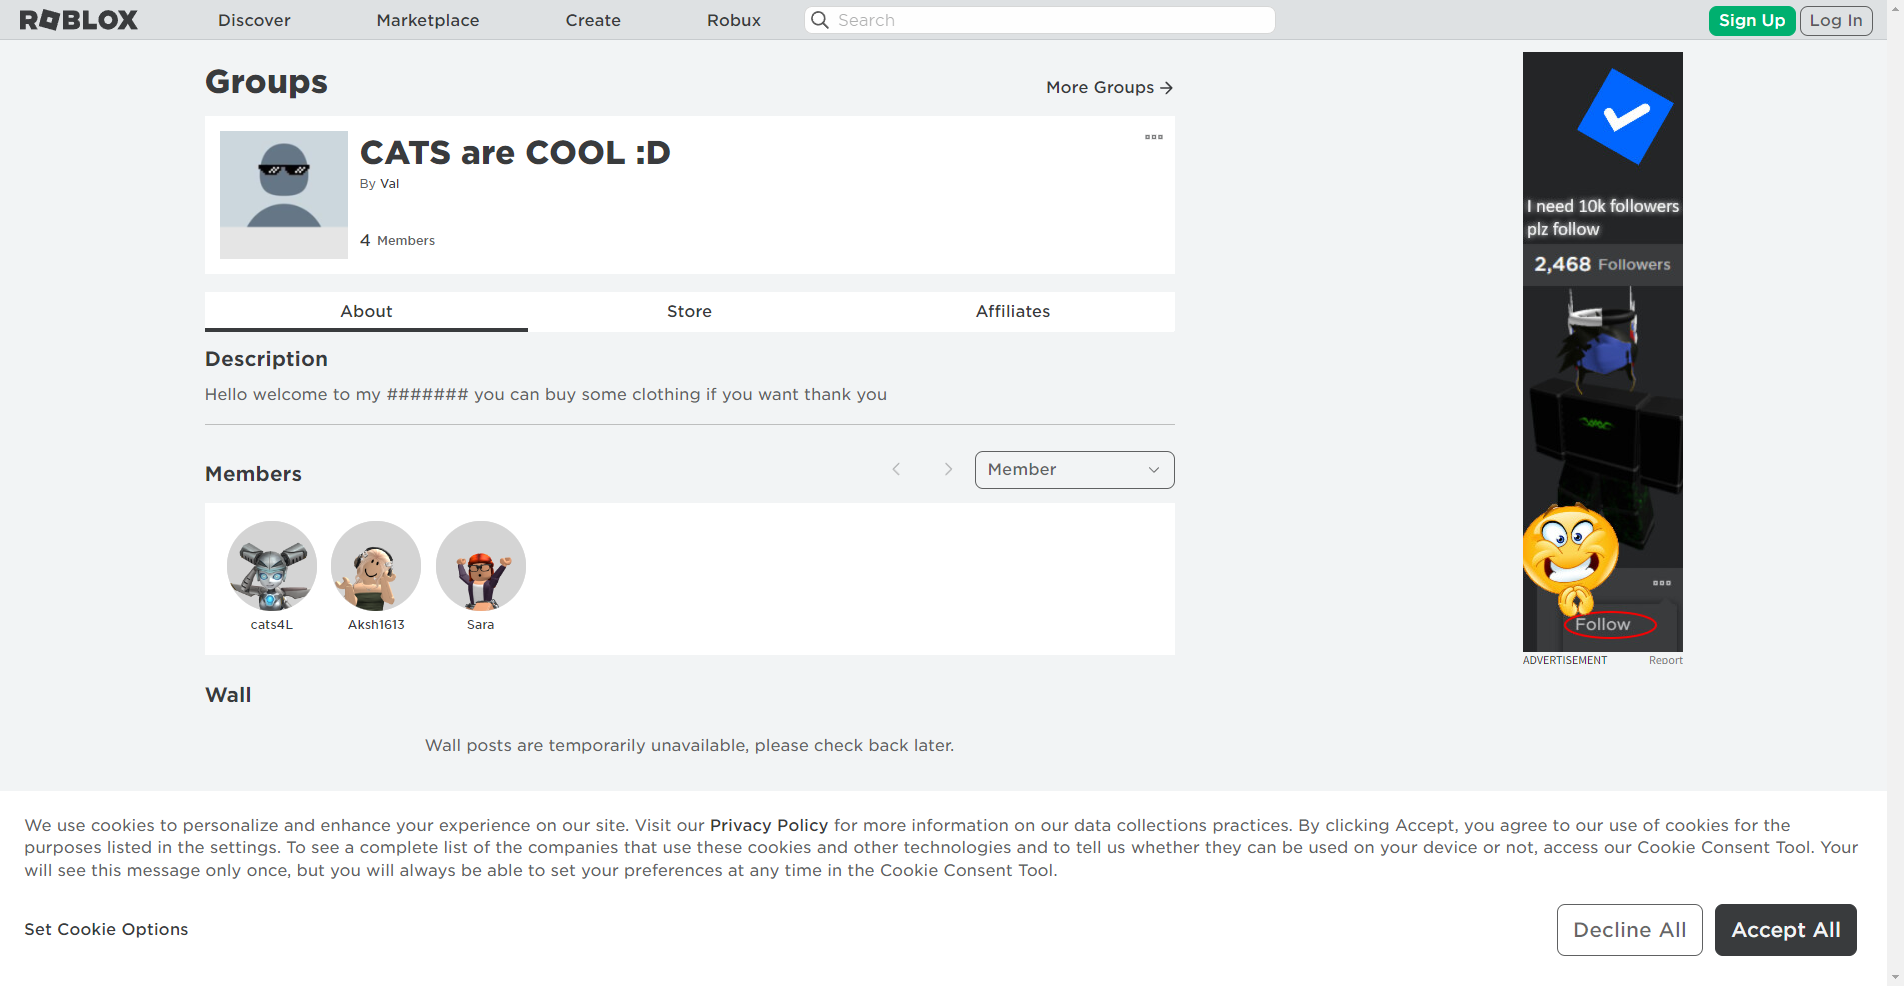 ROBLOX Discover Marketplace Create Robux Search Sign Up Log In
Groups
More Groups
CATS are COOL :D
By Val
4 Members
About Store Affiliates
Description
Hello welcome to my ####### you can buy some clothing if you want thank you
Members
Member
cats4L Aksh1613 Sara
Wall
Wall posts are temporarily unavailable, please check back later.
I need 10k followers
plz follow
2,468 Followers
Follow
ADVERTISEMENT Report
We use cookies to personalize and enhance your experience on our site. Visit our Privacy Policy for more information on our data collections practices. By clicking Accept, you agree to our use of cookies for the
purposes listed in the settings. To see a complete list of the companies that use these cookies and other technologies and to tell us whether they can be used on your device or not, access our Cookie Consent Tool. Your
will see this message only once, but you will always be able to set your preferences at any time in the Cookie Consent Tool.
Set Cookie Options
Decline All Accept All